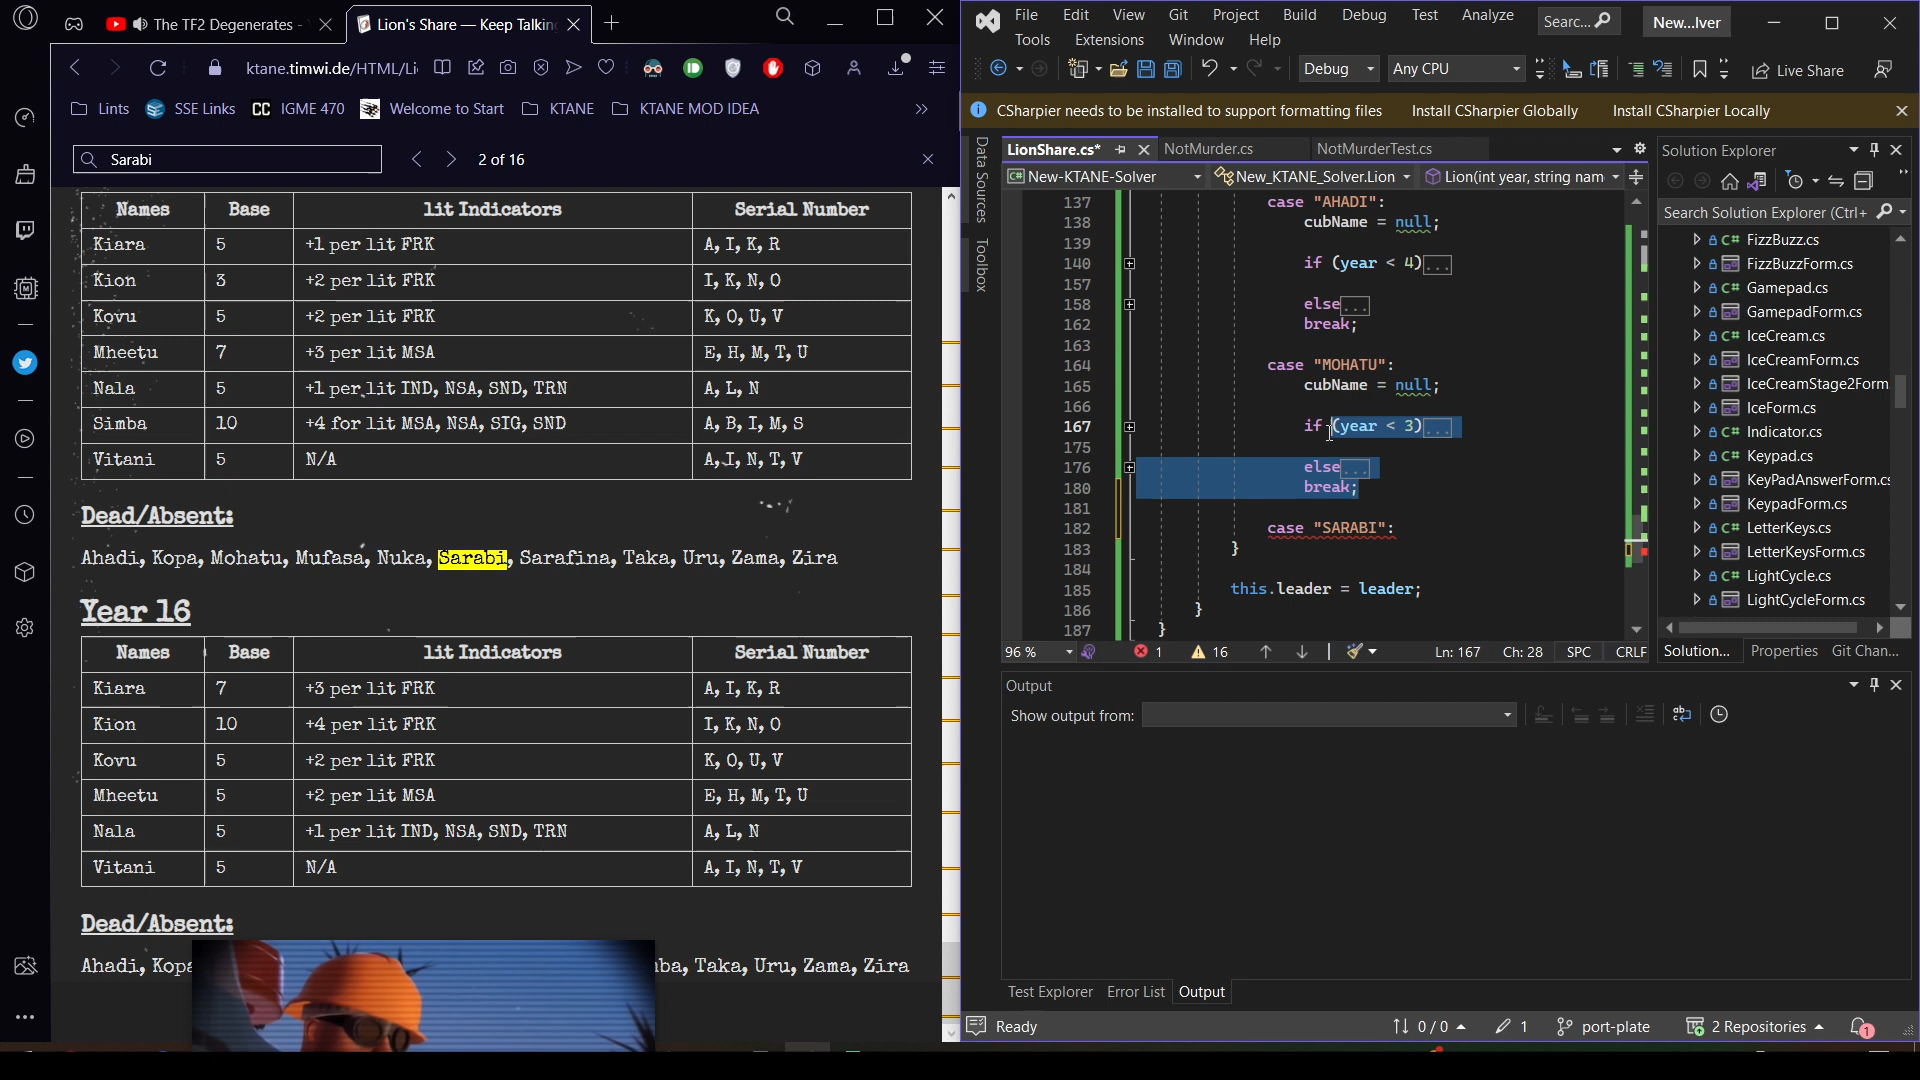 The TF2 Degenerates -
Lion's Share — Keep Talkin
ktane.timwi.de/HTML/Li
Lints
SSE Links
CC IGME 470
Welcome to Start
KTANE
KTANE MOD IDEA
Sarabi
2 of 16
Names Base lit Indicators Serial Number
Kiara 5 +1 per lit FRK A, I, K, R
Kion 3 +2 per lit FRK I, K, N, O
Kovu 5 +2 per lit FRK K, O, U, V
Mheetu 7 +3 per lit MSA E, H, M, T, U
Nala 5 +1 per lit IND, NSA, SND, TRN A, L, N
Simba 10 +4 for lit MSA, NSA, SIG, SND A, B, I, M, S
Vitani 5 N/A A, I, N, T, V
Dead/Absent:
Ahadi, Kopa, Mohatu, Mufasa, Nuka, Sarabi, Sarafina, Taka, Uru, Zama, Zira
Year 16
Names Base lit Indicators Serial Number
Kiara 7 +3 per lit FRK A, I, K, R
Kion 10 +4 per lit FRK I, K, N, O
Kovu 5 +2 per lit FRK K, O, U, V
Mheetu 5 +2 per lit MSA E, H, M, T, U
Nala 5 +1 per lit IND, NSA, SND, TRN A, L, N
Vitani 5 N/A A, I, N, T, V
Dead/Absent:
Ahadi, Taka, Uru, Zama, Zira
File Edit View Git Project Build Debug Test Analyze
Tools Extensions Window Help
Searc...
New...lver
Debug
Any CPU
Live Share
CSharpier needs to be installed to support formatting files Install CSharpier Globally Install CSharpier Locally
Data Sources
Toolbox
LionShare.cs* NotMurder.cs NotMurderTest.cs
New-KTANE-Solver New_KTANE_Solver.Lion Lion(int year, string nam
137 case "AHADI":
138 cubName = null;
139
140 if (year < 4)...
157
158 else...
162 break;
163
164 case "MOHATU":
165 cubName = null;
166
167 if (year < 3)...
175
176 else...
180 break;
181
182 case "SARABI":
183 }
184
185 this.leader = leader;
186 }
187 }
96 % 1 16 Ln: 167 Ch: 28 SPC CRLF
Solution Explorer
Search Solution Explorer (Ctrl+
FizzBuzz.cs
FizzBuzzForm.cs
Gamepad.cs
GamepadForm.cs
IceCream.cs
IceCreamForm.cs
IceCreamStage2Form
IceForm.cs
Indicator.cs
Keypad.cs
KeyPadAnswerForm.cs
KeypadForm.cs
LetterKeys.cs
LetterKeysForm.cs
LightCycle.cs
LightCycleForm.cs
Solution... Properties Git Chan...
Output
Show output from:
Test Explorer Error List Output
Ready
0 / 0
1
port-plate
2 Repositories
1